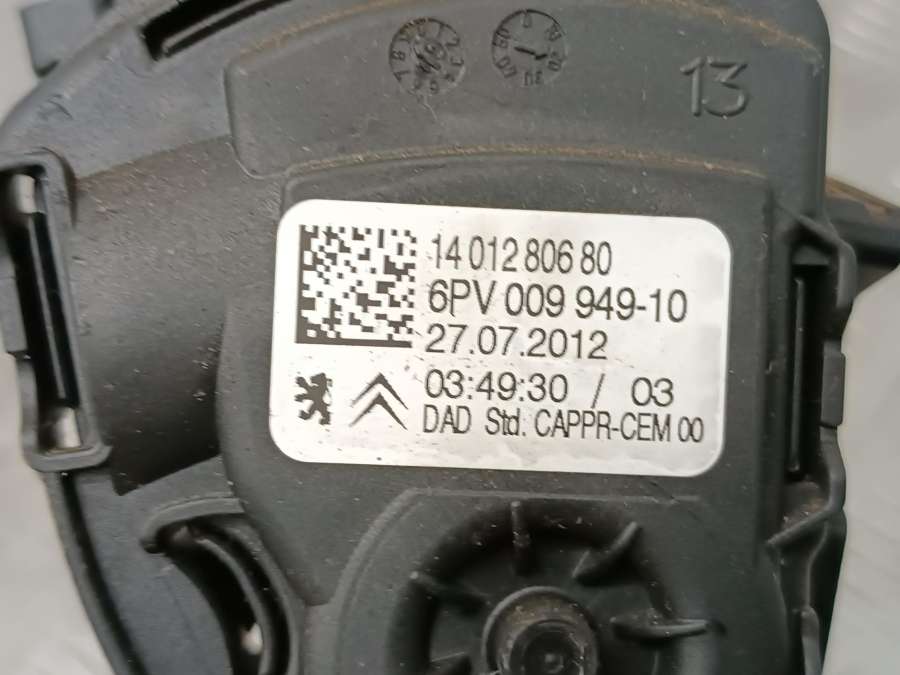 13
14 012 806 80
6PV 009 949-10
27.07.2012
03:49:30 / 03
DAD Std. CAPPR-CEM 00